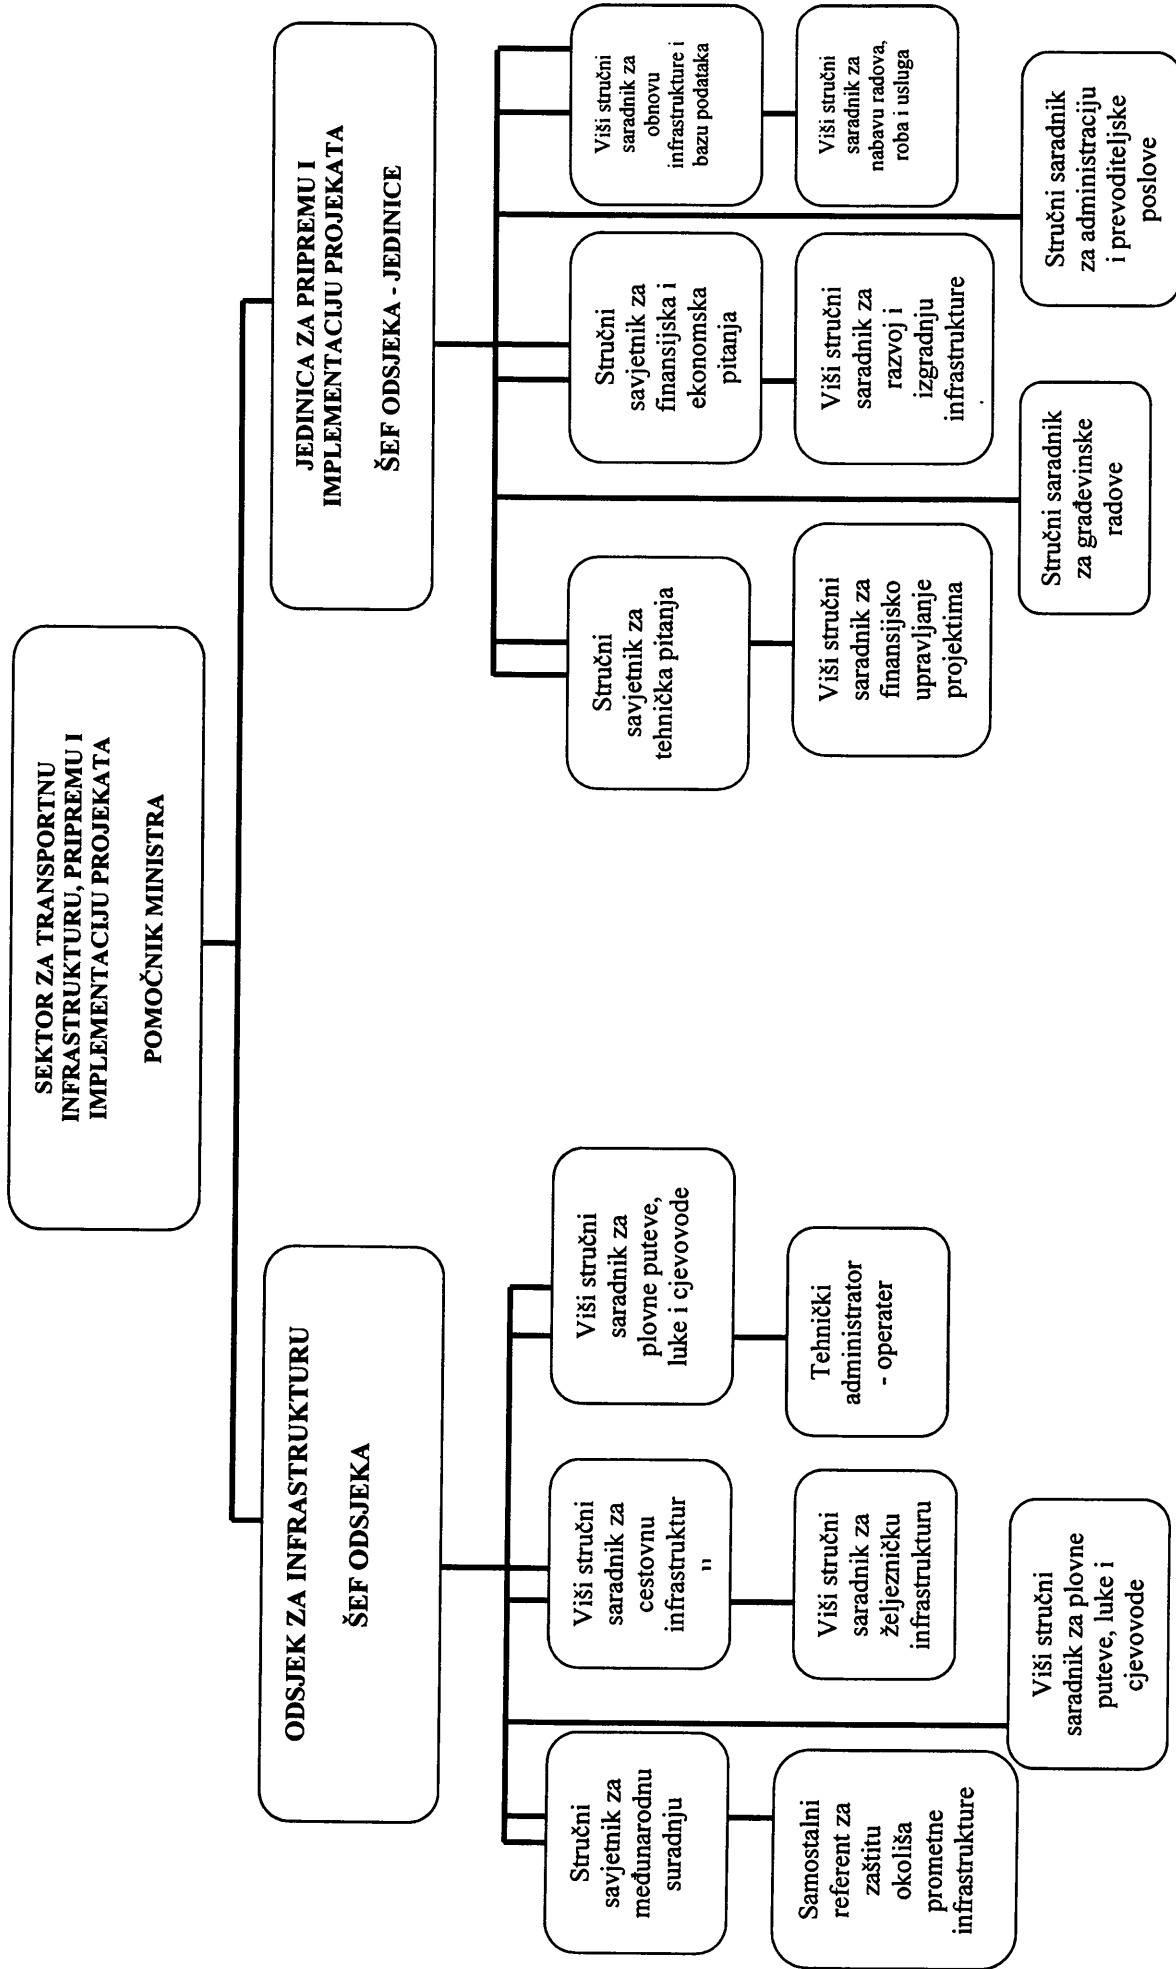 SEKTOR ZA TRANSPORTNU
INFRASTRUKTURU, PRIPREMU I
IMPLEMENTACIJU PROJEKATA
POMOĆNIK MINISTRA
ODSJEK ZA INFRASTRUKTURU
ŠEF ODSJEKA
Stručni
savjetnik za
međunarodnu
suradnju
Viši stručni
saradnik za
cestovnu
infrastruktur
Viši stručni
saradnik za
plovne puteve,
luke i cjevovode
Samostalni
referent za
zaštitu
okoliša
prometne
infrastrukture
Viši stručni
saradnik za
željezničku
infrastrukturu
Tehnički
administrator
- operater
Viši stručni
saradnik za plovne
puteve, luke i
cjevovode
JEDINICA ZA PRIPREMU I
IMPLEMENTACIJU PROJEKATA
ŠEF ODSJEKA - JEDINICE
Stručni
savjetnik za
tehnička pitanja
Stručni
savjetnik za
finansijska i
ekonomska
pitanja
Viši stručni
saradnik za
obnovu
infrastrukture i
bazu podataka
Viši stručni
saradnik za
finansijsko
upravljanje
projektima
Viši stručni
saradnik za
razvoj i
izgradnju
infrastrukture
Viši stručni
saradnik za
nabavu radova,
roba i usluga
Stručni saradnik
za građevinske
radove
Stručni saradnik
za administraciju
i prevoditeljske
poslove